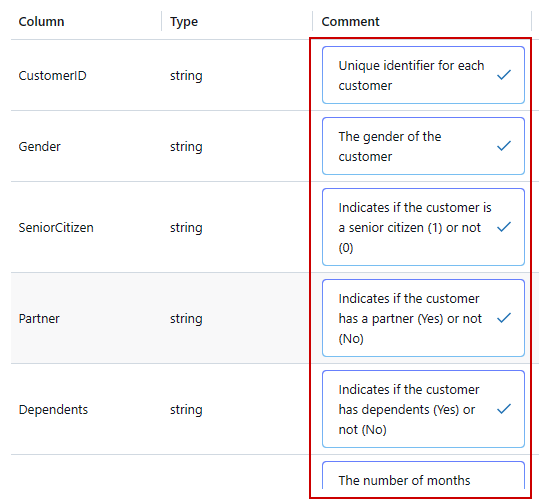 Column Type Comment
CustomerID string Unique identifier for each
customer
Gender string The gender of the
customer
SeniorCitizen string Indicates if the customer is
a senior citizen (1) or not
(0)
Partner string Indicates if the customer
has a partner (Yes) or not
(No)
Dependents string Indicates if the customer
has dependents (Yes) or
not (No)
The number of months